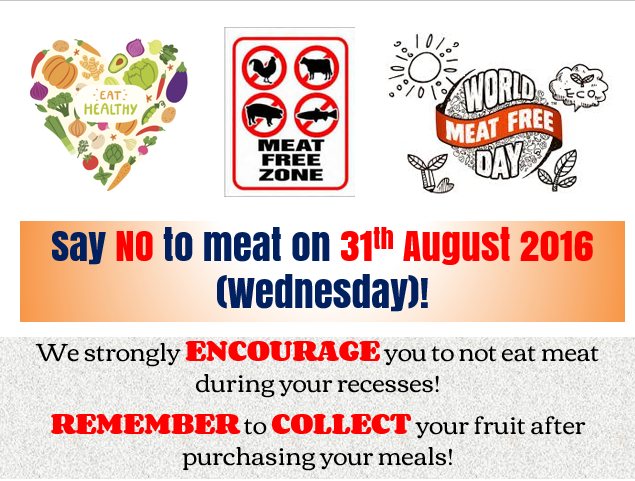 EAT
HEALTHY
MEAT
FREE
ZONE
WORLD
MEAT FREE
DAY
ECO
Say NO to meat on 31th August 2016
(Wednesday)!
We strongly ENCOURAGE you to not eat meat
during your recesses!
REMEMBER to COLLECT your fruit after
purchasing your meals!